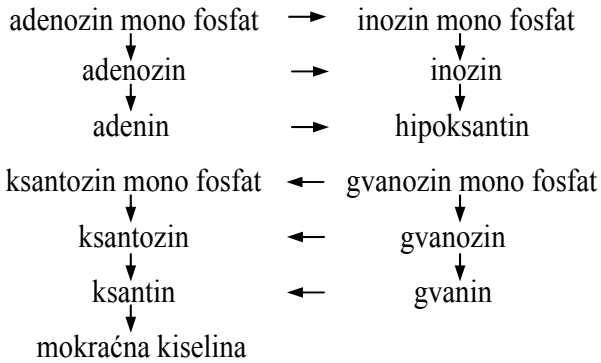 adenozin mono fosfat → inozin mono fosfat
adenozin → inozin
adenin → hipoksantin
ksantozin mono fosfat ← gvanozin mono fosfat
ksantozin ← gvanozin
ksantin ← gvanin
mokraćna kiselina